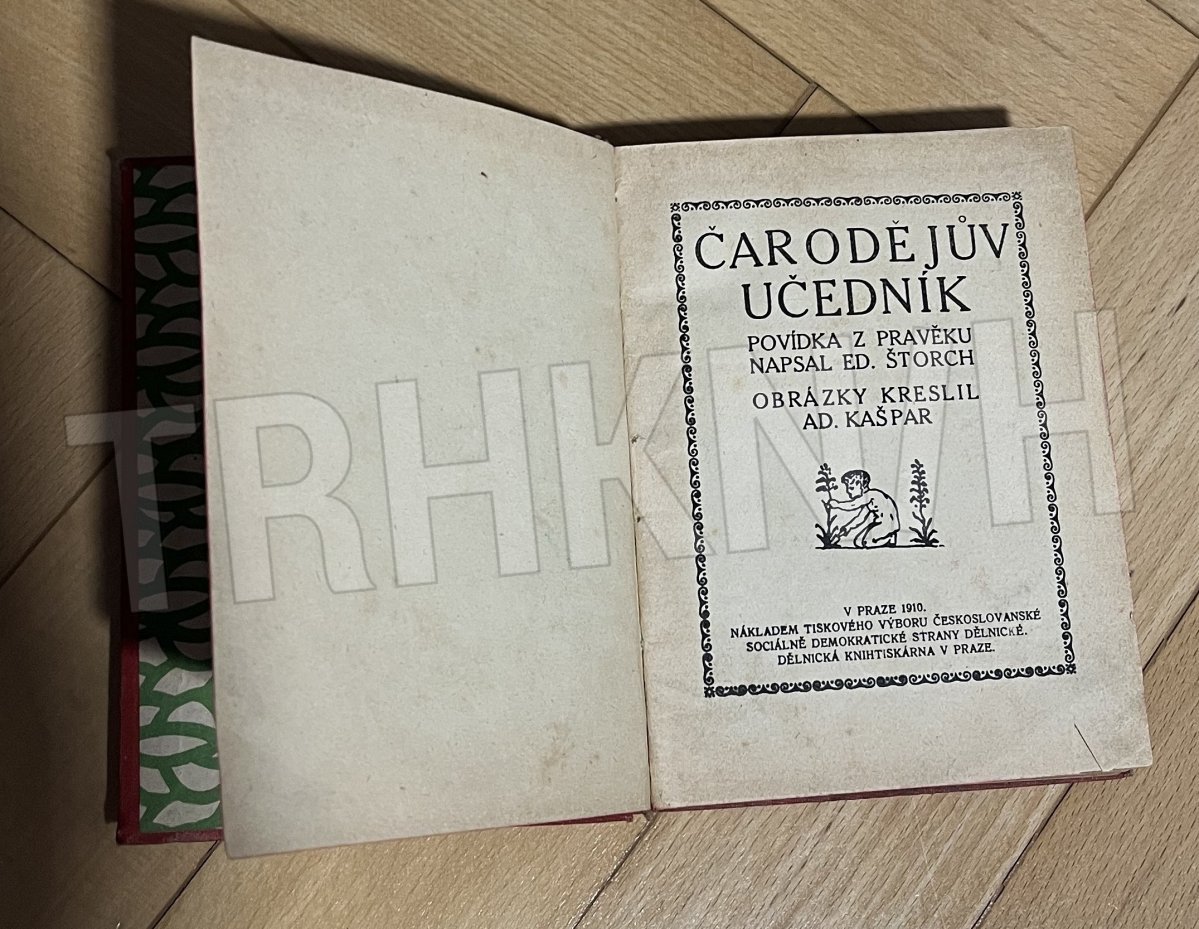 ČARODĚJŮV
UČEDNÍK
POVÍDKA Z PRAVĚKU
NAPSAL ED. ŠTORCH
OBRÁZKY KRESLIL
AD. KAŠPAR
V PRAZE 1910.
NÁKLADEM TISKOVÉHO VÝBORU ČESKOSLOVANSKÉ
SOCIÁLNĚ DEMOKRATICKÉ STRANY DĚLNICKÉ.
DĚLNICKÁ KNIHTISKÁRNA V PRAZE.
TRHKNIH